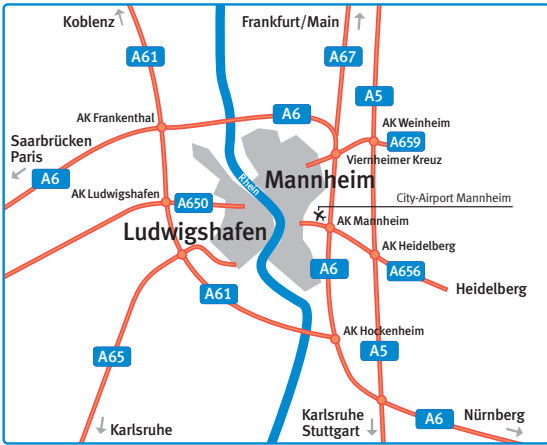 Koblenz
Frankfurt/Main
A61
A67
A5
A6
AK Frankenthal
AK Weinheim
A659
Saarbrücken
Paris
Viernheimer Kreuz
A6
Mannheim
Rhein
AK Ludwigshafen
A650
City-Airport Mannheim
AK Mannheim
Ludwigshafen
AK Heidelberg
A6
A656
A61
Heidelberg
AK Hockenheim
A65
A5
Karlsruhe
Karlsruhe
Stuttgart
A6
Nürnberg